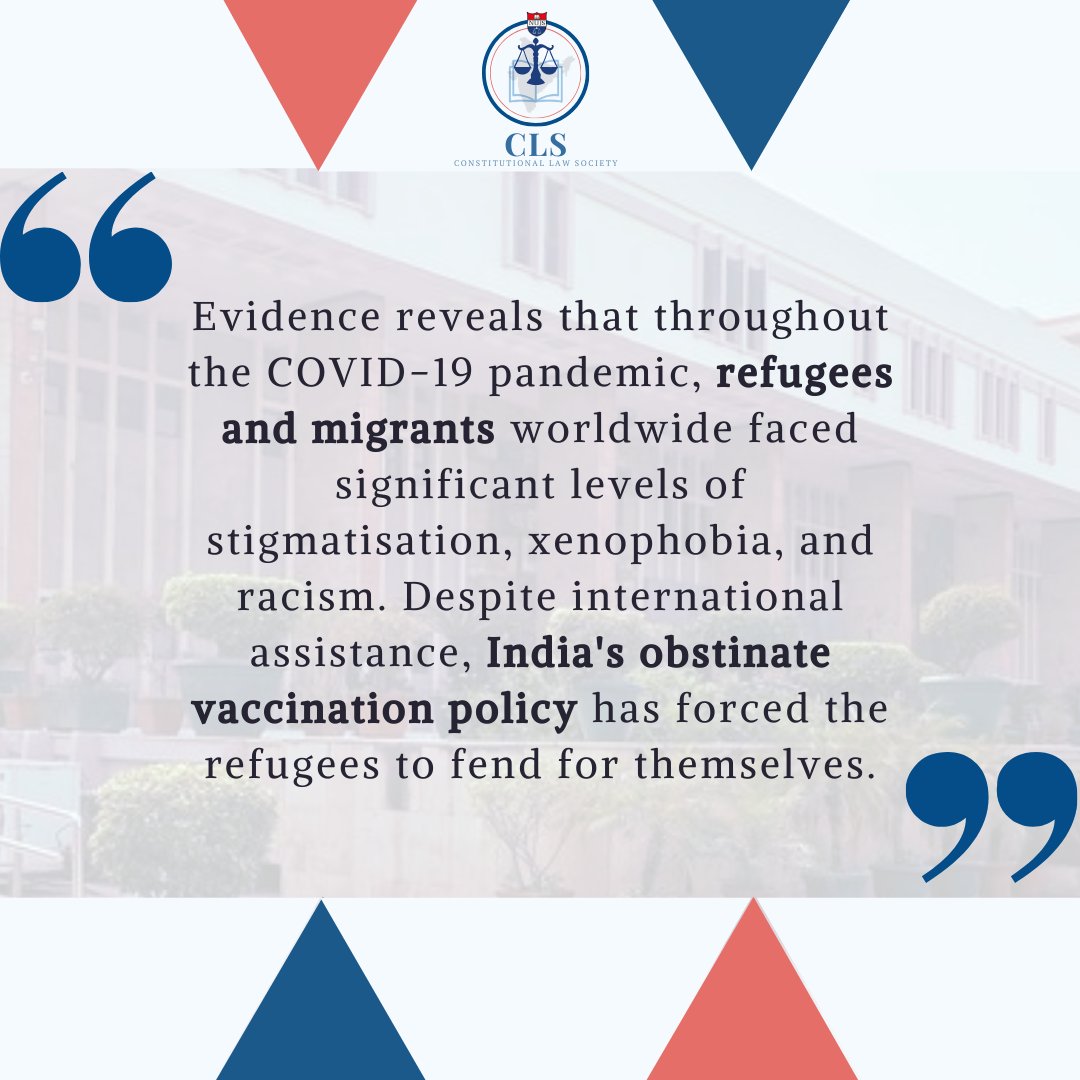 NUJS
CLS
CONSTITUTIONAL LAW SOCIETY
“
Evidence reveals that throughout
the COVID-19 pandemic, refugees
and migrants worldwide faced
significant levels of
stigmatisation, xenophobia, and
racism. Despite international
assistance, India's obstinate
vaccination policy has forced the
refugees to fend for themselves.
”